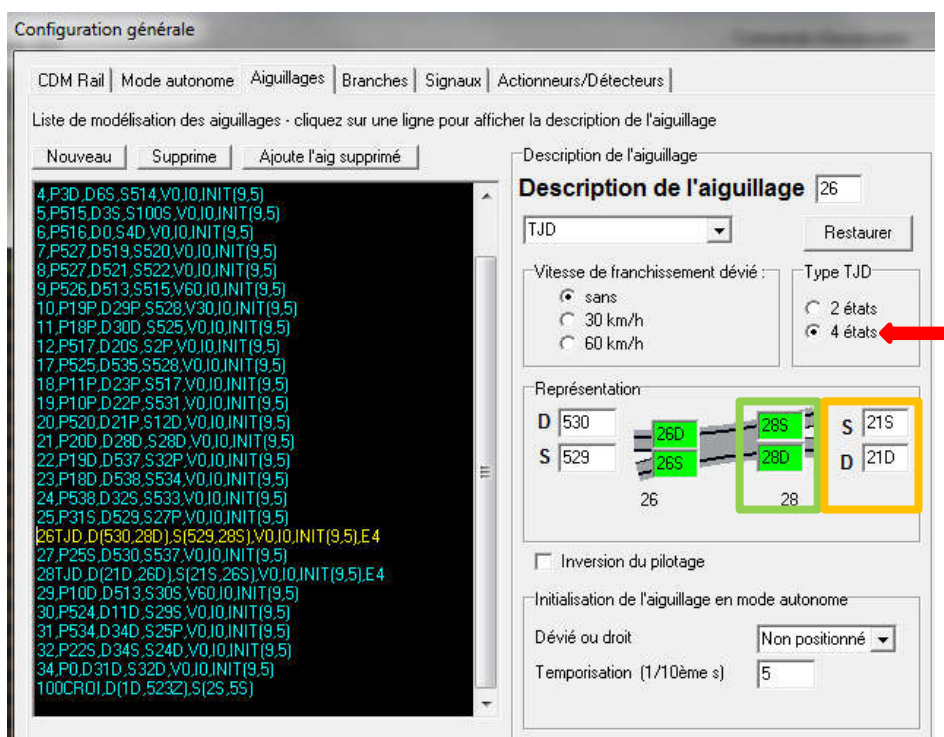 Configuration générale
CDM Rail Mode autonome Aiguillages Branches Signaux Actionneurs/Détecteurs
Liste de modélisation des aiguillages - cliquez sur une ligne pour afficher la description de l'aiguillage
Nouveau Supprime Ajoute l'aig supprimé
4,P3D,D6S,S514,V0,I0,INIT(9,5)
5,P515,D3S,S100S,V0,I0,INIT(9,5)
6,P516,D0,S4D,V0,I0,INIT(9,5)
7,P527,D519,S520,V0,I0,INIT(9,5)
8,P527,D521,S522,V0,I0,INIT(9,5)
9,P526,D513,S515,V60,I0,INIT(9,5)
10,P19P,D29P,S528,V30,I0,INIT(9,5)
11,P18P,D30D,S525,V0,I0,INIT(9,5)
12,P517,D20S,S2P,V0,I0,INIT(9,5)
17,P525,D535,S528,V0,I0,INIT(9,5)
18,P11P,D23P,S517,V0,I0,INIT(9,5)
19,P10P,D22P,S531,V0,I0,INIT(9,5)
20,P520,D21P,S12D,V0,I0,INIT(9,5)
21,P20D,D28D,S28D,V0,I0,INIT(9,5)
22,P19D,D537,S32P,V0,I0,INIT(9,5)
23,P18D,D538,S534,V0,I0,INIT(9,5)
24,P538,D32S,S533,V0,I0,INIT(9,5)
25,P31S,D529,S27P,V0,I0,INIT(9,5)
26TJD,D(530,28D),S(529,28S),V0,I0,INIT(9,5),E4
27,P25S,D530,S537,V0,I0,INIT(9,5)
28TJD,D(21D,26D),S(21S,26S),V0,I0,INIT(9,5),E4
29,P10D,D513,S30S,V60,I0,INIT(9,5)
30,P524,D11D,S29S,V0,I0,INIT(9,5)
31,P534,D34D,S25P,V0,I0,INIT(9,5)
32,P22S,D34S,S24D,V0,I0,INIT(9,5)
34,P0,D31D,S32D,V0,I0,INIT(9,5)
100CROI,D(1D,523Z),S(2S,5S)
Description de l'aiguillage
Description de l'aiguillage 26
TJD Restaurer
Vitesse de franchissement dévié :
sans
30 km/h
60 km/h
Type TJD
2 états
4 états
Représentation
D 530 26D 28S S 21S
S 529 26S 28D D 21D
26 28
Inversion du pilotage
Initialisation de l'aiguillage en mode autonome
Dévié ou droit Non positionné
Temporisation (1/10ème s) 5